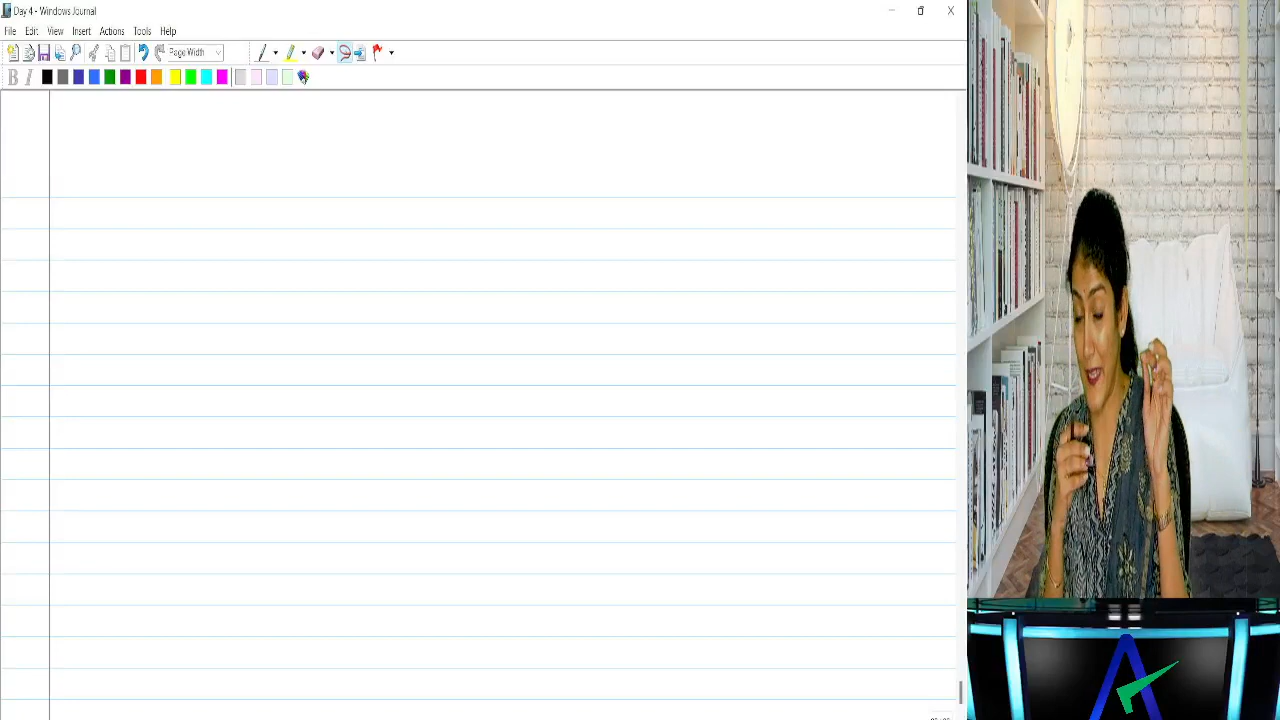 Day 4 - Windows Journal
File Edit View Insert Actions Tools Help
Page Width
B I